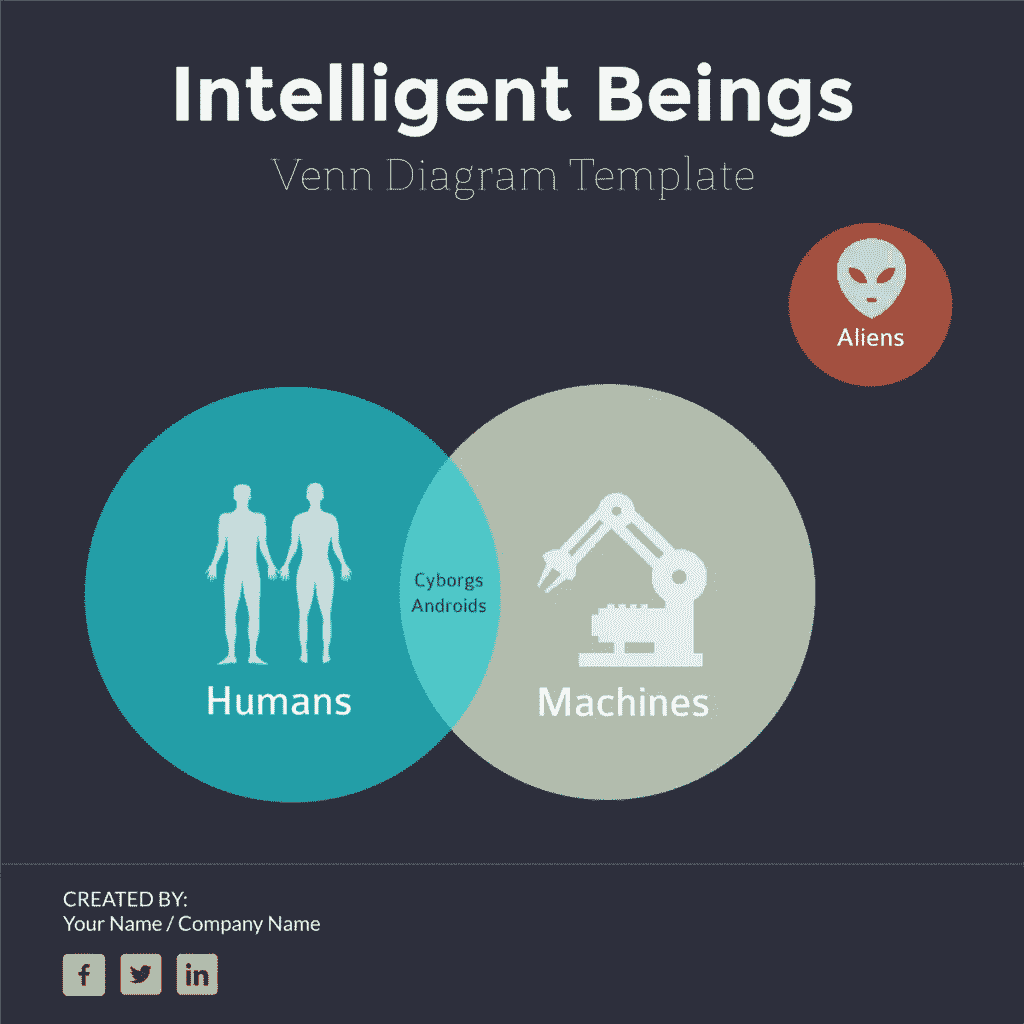 Intelligent Beings
Venn Diagram Template
Aliens
Cyborgs
Androids
Humans
Machines
CREATED BY:
Your Name / Company Name
f
in